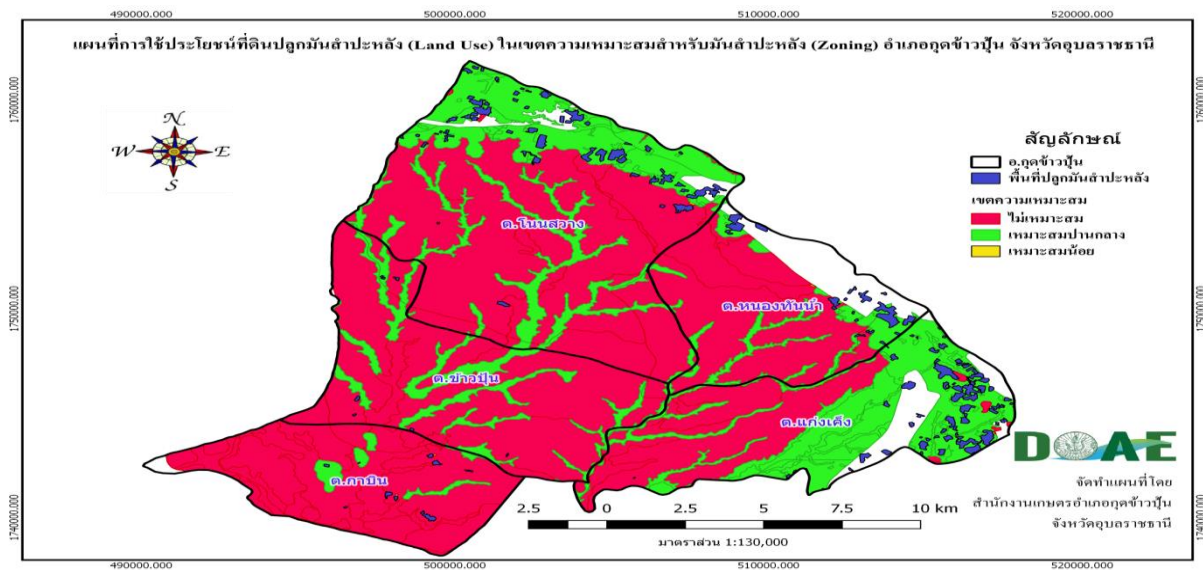 490000.000 500000.000 510000.000 520000.000
แผนที่การใช้ประโยชน์ที่ดินปลูกมันสำปะหลัง (Land Use) ในเขตความเหมาะสมสำหรับมันสำปะหลัง (Zoning) อำเภอกุดข้าวปุ้น จังหวัดอุบลราชธานี
1760000.000 1760000.000
N
W E
S
สัญลักษณ์
อ.กุดข้าวปุ้น
พื้นที่ปลูกมันสำปะหลัง
เขตความเหมาะสม
ไม่เหมาะสม
เหมาะสมปานกลาง
เหมาะสมน้อย
ต.โนนสวาง
1750000.000 1750000.000
ต.หนองทันน้ำ
ต.ข้าวปุ้น
ต.แก่งเค็ง
ต.กาบิน
DOAE
จัดทำแผนที่โดย
สำนักงานเกษตรอำเภอกุดข้าวปุ้น
จังหวัดอุบลราชธานี
2.5 0 2.5 5 7.5 10 km
มาตราส่วน 1:130,000
1740000.000 1740000.000
490000.000 500000.000 510000.000 520000.000